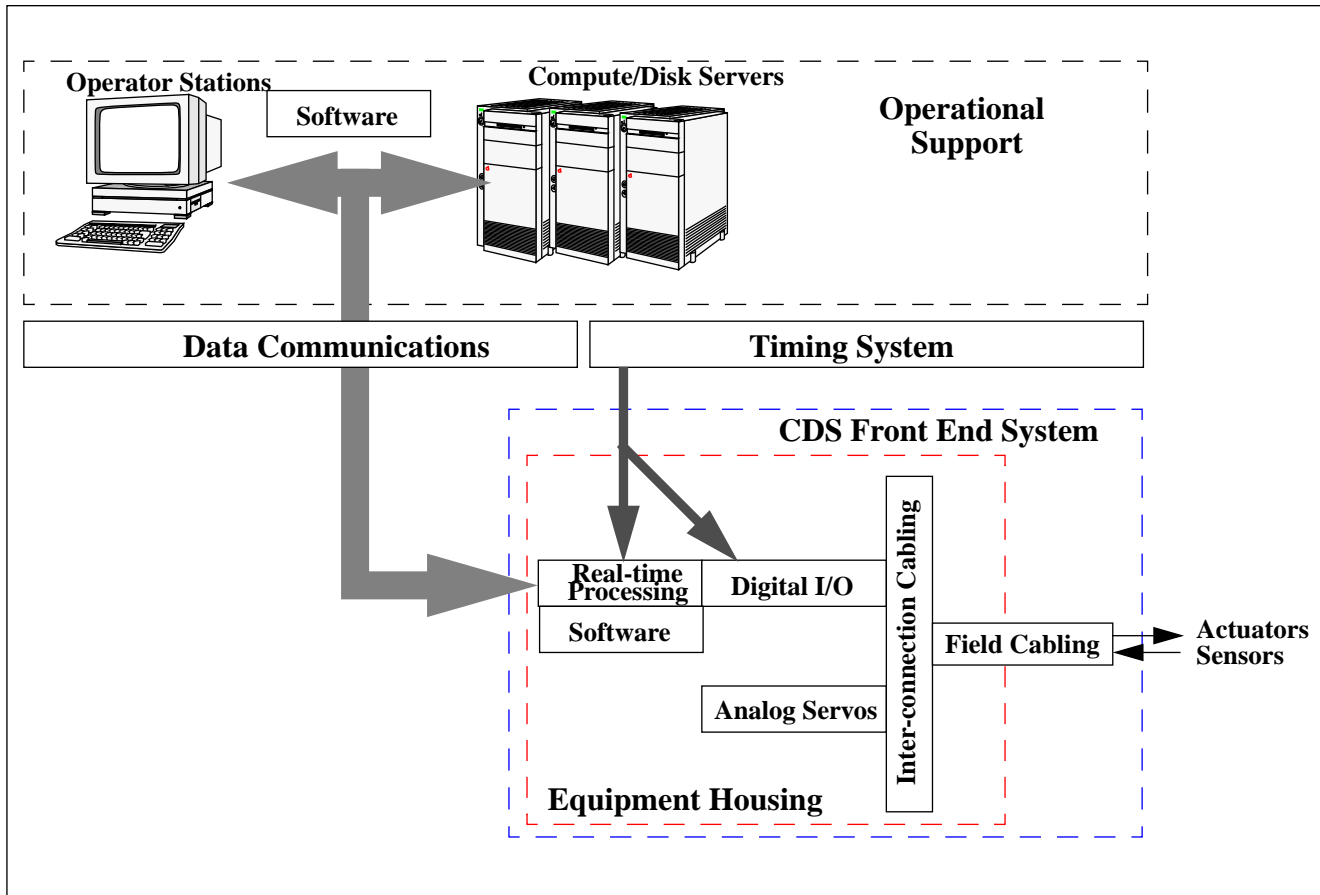 Operator Stations
Compute/Disk Servers
Software
Operational
Support
Data Communications
Timing System
CDS Front End System
Real-time
Processing
Digital I/O
Software
Inter-connection Cabling
Field Cabling
Actuators
Sensors
Analog Servos
Equipment Housing